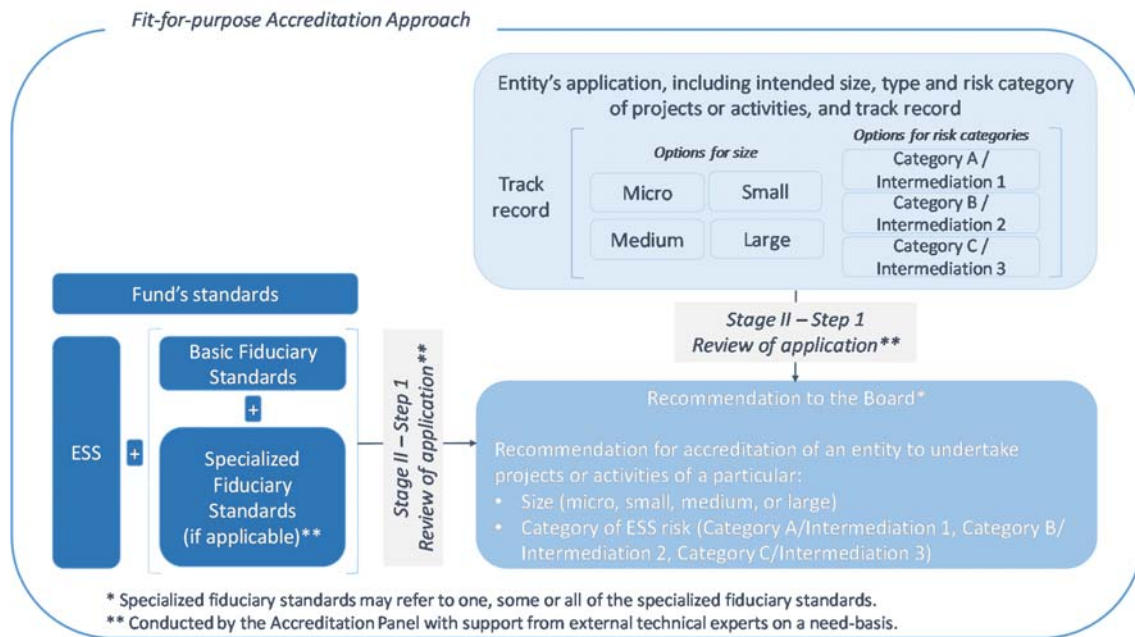 Fit-for-purpose Accreditation Approach
Entity's application, including intended size, type and risk category
of projects or activities, and track record
Options for risk categories
Options for size
Track
record
Micro
Small
Medium
Large
Category A /
Intermediation 1
Category B /
Intermediation 2
Category C /
Intermediation 3
Fund's standards
ESS
+
Basic Fiduciary
Standards
+
Specialized
Fiduciary
Standards
(if applicable)**
Stage II – Step 1
Review of application**
Stage II – Step 1
Review of application**
Recommendation to the Board*
Recommendation for accreditation of an entity to undertake
projects or activities of a particular:
• Size (micro, small, medium, or large)
• Category of ESS risk (Category A/Intermediation 1, Category B/
Intermediation 2, Category C/Intermediation 3)
* Specialized fiduciary standards may refer to one, some or all of the specialized fiduciary standards.
** Conducted by the Accreditation Panel with support from external technical experts on a need-basis.